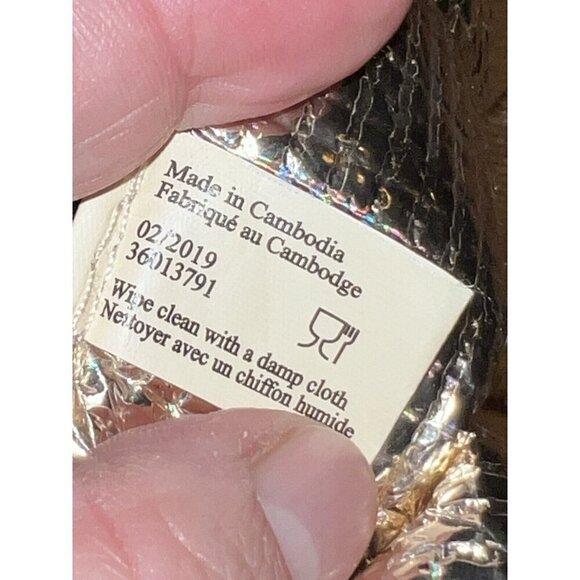 Made in Cambodia
Fabriqué au Cambodge
02/2019
36013791
Wipe clean with a damp cloth
Nettoyer avec un chiffon humide